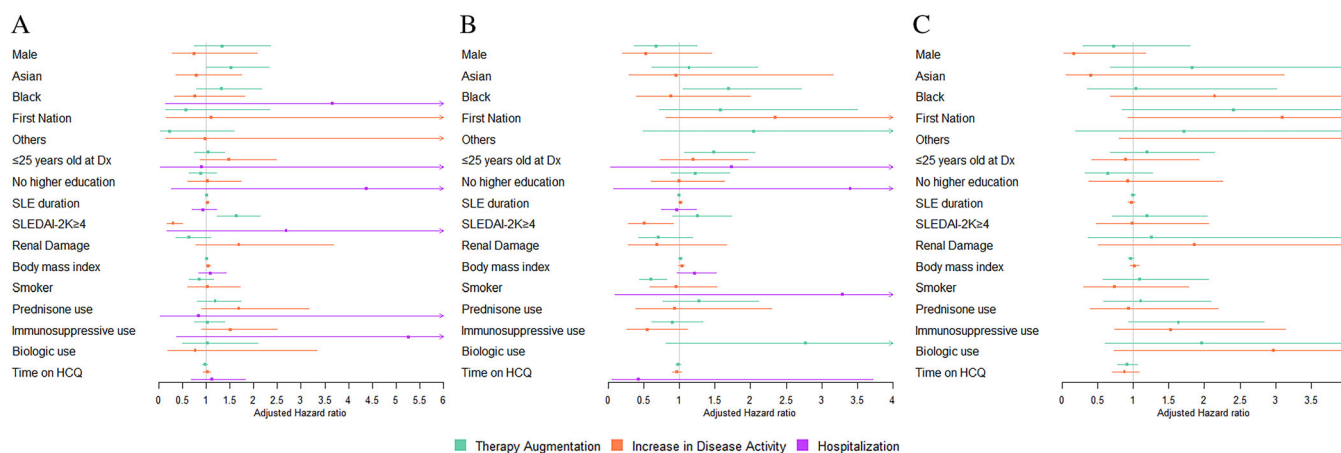 A
Male
Asian
Black
First Nation
Others
≤25 years old at Dx
No higher education
SLE duration
SLEDAI-2K≥4
Renal Damage
Body mass index
Smoker
Prednisone use
Immunosuppressive use
Biologic use
Time on HCQ
0 0.5 1 1.5 2 2.5 3 3.5 4 4.5 5 5.5 6
Adjusted Hazard ratio
B
Male
Asian
Black
First Nation
Others
≤25 years old at Dx
No higher education
SLE duration
SLEDAI-2K≥4
Renal Damage
Body mass index
Smoker
Prednisone use
Immunosuppressive use
Biologic use
Time on HCQ
0 0.5 1 1.5 2 2.5 3 3.5 4
Adjusted Hazard ratio
C
Male
Asian
Black
First Nation
Others
≤25 years old at Dx
No higher education
SLE duration
SLEDAI-2K≥4
Renal Damage
Body mass index
Smoker
Prednisone use
Immunosuppressive use
Biologic use
Time on HCQ
0 0.5 1 1.5 2 2.5 3 3.5
Adjusted Hazard ratio
Therapy Augmentation Increase in Disease Activity Hospitalization